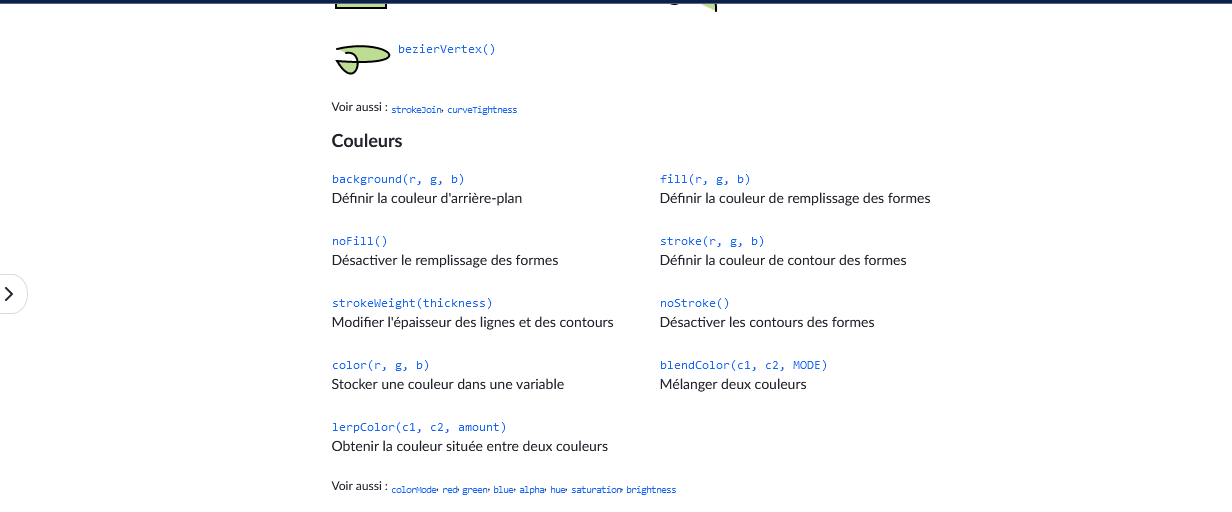 bezierVertex()
Voir aussi : strokeJoin, curveTightness
Couleurs
background(r, g, b)
Définir la couleur d'arrière-plan
fill(r, g, b)
Définir la couleur de remplissage des formes
noFill()
Désactiver le remplissage des formes
stroke(r, g, b)
Définir la couleur de contour des formes
strokeWeight(thickness)
Modifier l'épaisseur des lignes et des contours
noStroke()
Désactiver les contours des formes
color(r, g, b)
Stocker une couleur dans une variable
blendColor(c1, c2, MODE)
Mélanger deux couleurs
lerpColor(c1, c2, amount)
Obtenir la couleur située entre deux couleurs
Voir aussi : colorMode, red, green, blue, alpha, hue, saturation, brightness